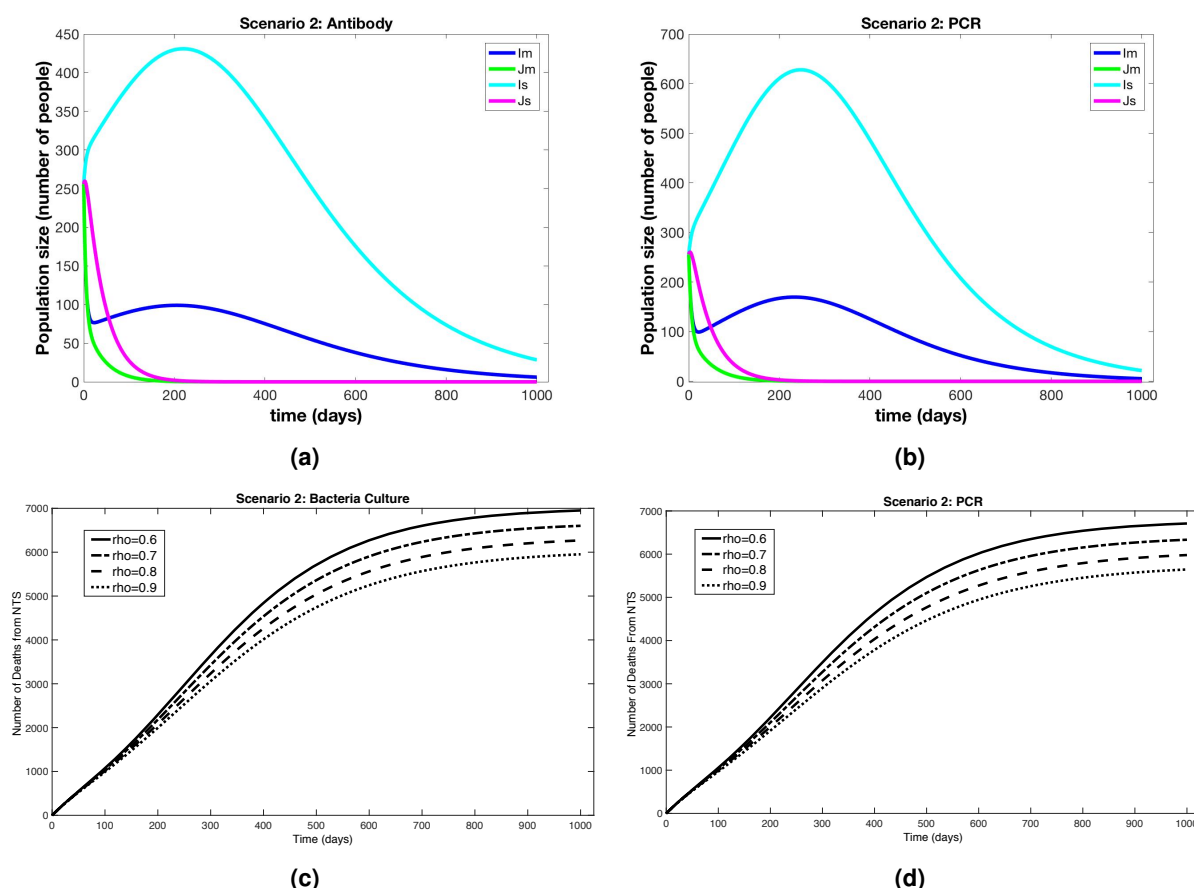 Scenario 2: Antibody
450
400
350
300
250
200
150
100
50
0
Population size (number of people)
Im
Jm
Is
Js
0 200 400 600 800 1000
time (days)
(a)
Scenario 2: PCR
700
600
500
400
300
200
100
0
Population size (number of people)
Im
Jm
Is
Js
0 200 400 600 800 1000
time (days)
(b)
Scenario 2: Bacteria Culture
7000
6000
5000
4000
3000
2000
1000
0
Number of Deaths from NTS
rho=0.6
rho=0.7
rho=0.8
rho=0.9
0 100 200 300 400 500 600 700 800 900 1000
Time (days)
(c)
Scenario 2: PCR
7000
6000
5000
4000
3000
2000
1000
0
Number of Deaths From NTS
rho=0.6
rho=0.7
rho=0.8
rho=0.9
0 100 200 300 400 500 600 700 800 900 1000
Time (days)
(d)